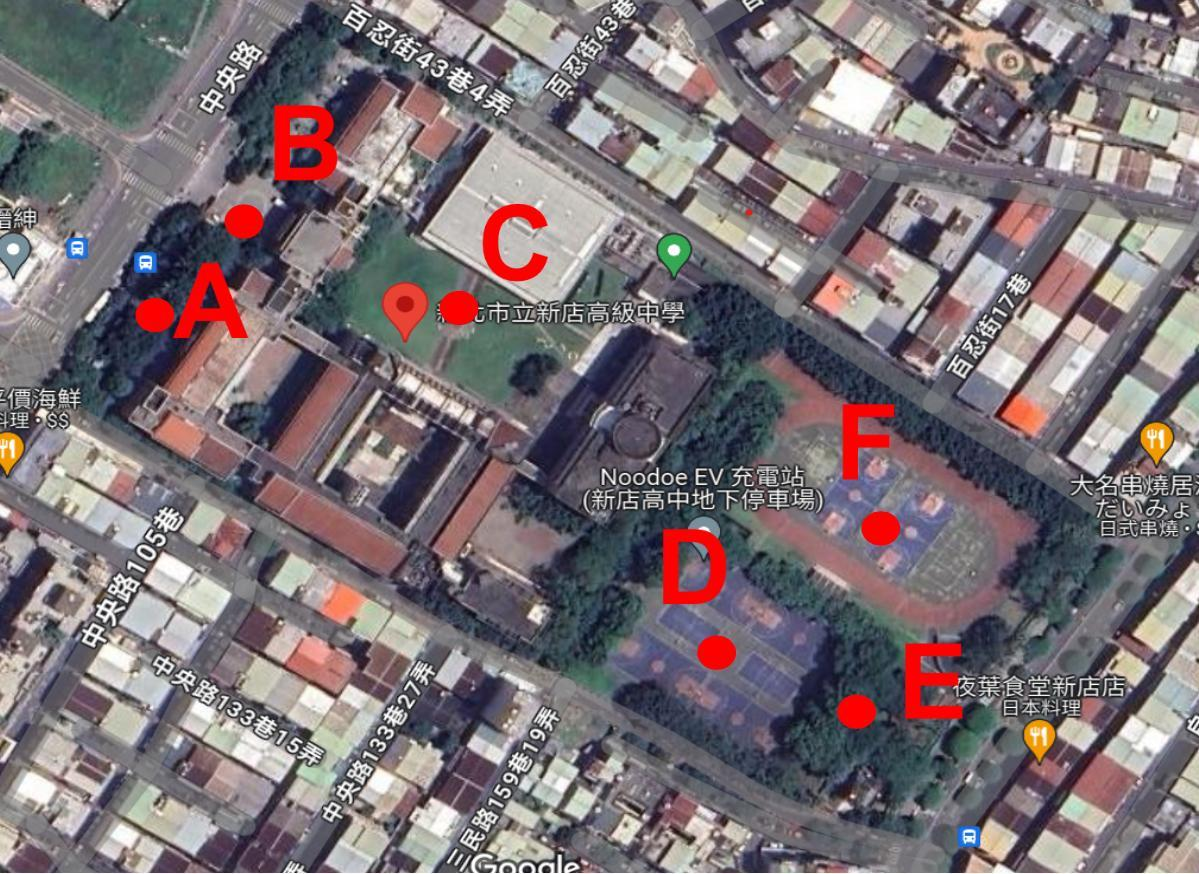 百忍街43巷4弄
百忍街43巷
中央路
B
紳
A
C
新北市立新店高級中學
百忍街17巷
平價海鮮
料理・$$
F
Noodoe EV 充電站
(新店高中地下停車場)
大名串燒居
だいみょ
日式串燒・
D
中央路105巷
E
夜葉食堂新店店
日本料理
中央路133巷15弄
中央路133巷27弄
三民路159巷19弄
弄
Google